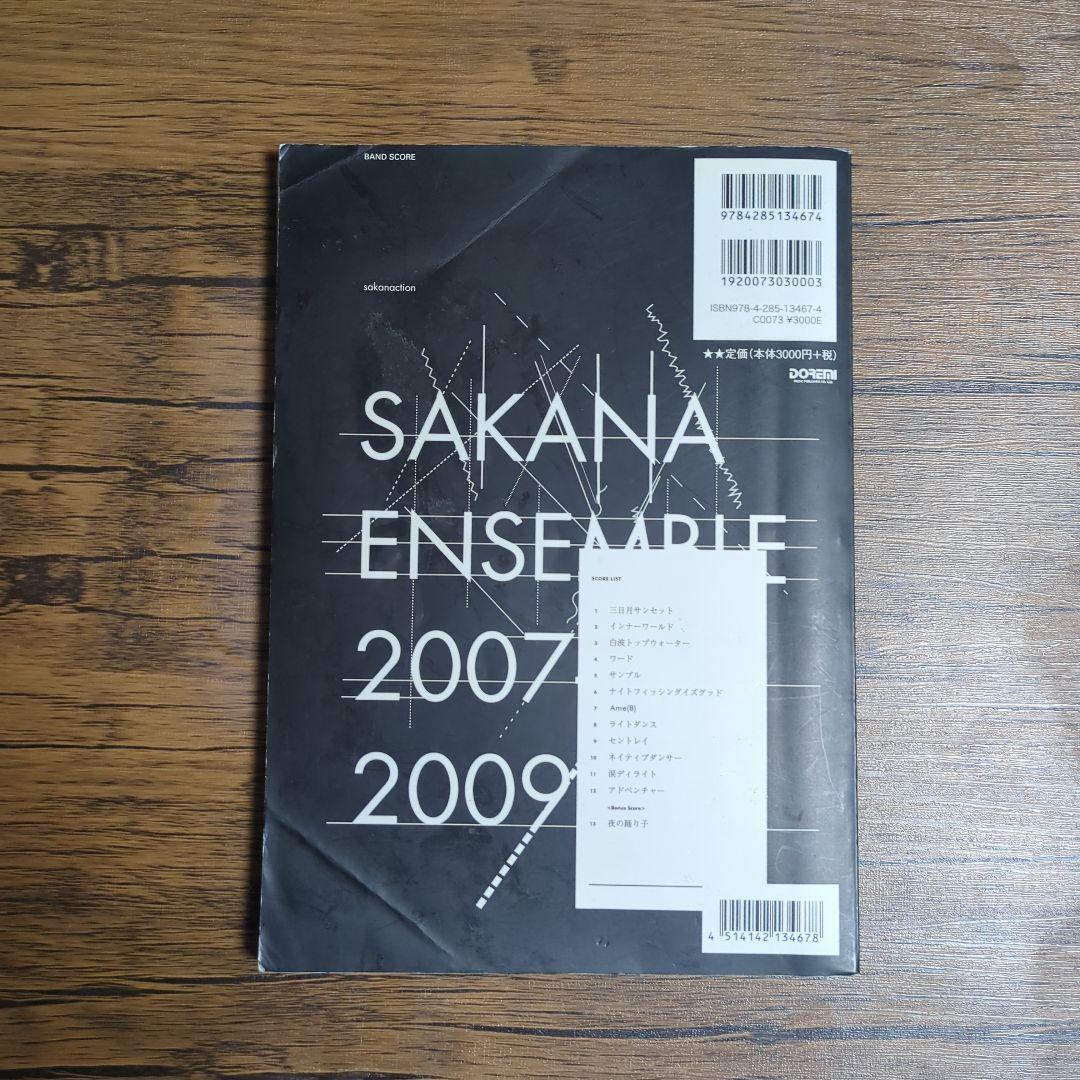 BAND SCORE
9784285134674
1920073030003
ISBN978-4-285-13467-4
C0073 ¥3000E
★★定価(本体3000円+税)
DOREMI
sakanaction
SAKANA
ENSEMBLE
2007-
2009
SCORE LIST
1 三日月サンセット
2 インナーワールド
3 白波トップウォーター
4 ワード
5 サンプル
6 ナイトフィッシングイズグッド
7 Ame(B)
8 ライトダンス
9 セントレイ
10 ネイティブダンサー
11 涙ディライト
12 アドベンチャー
<Bonus Score>
13 夜の踊り子
4 514142 134678